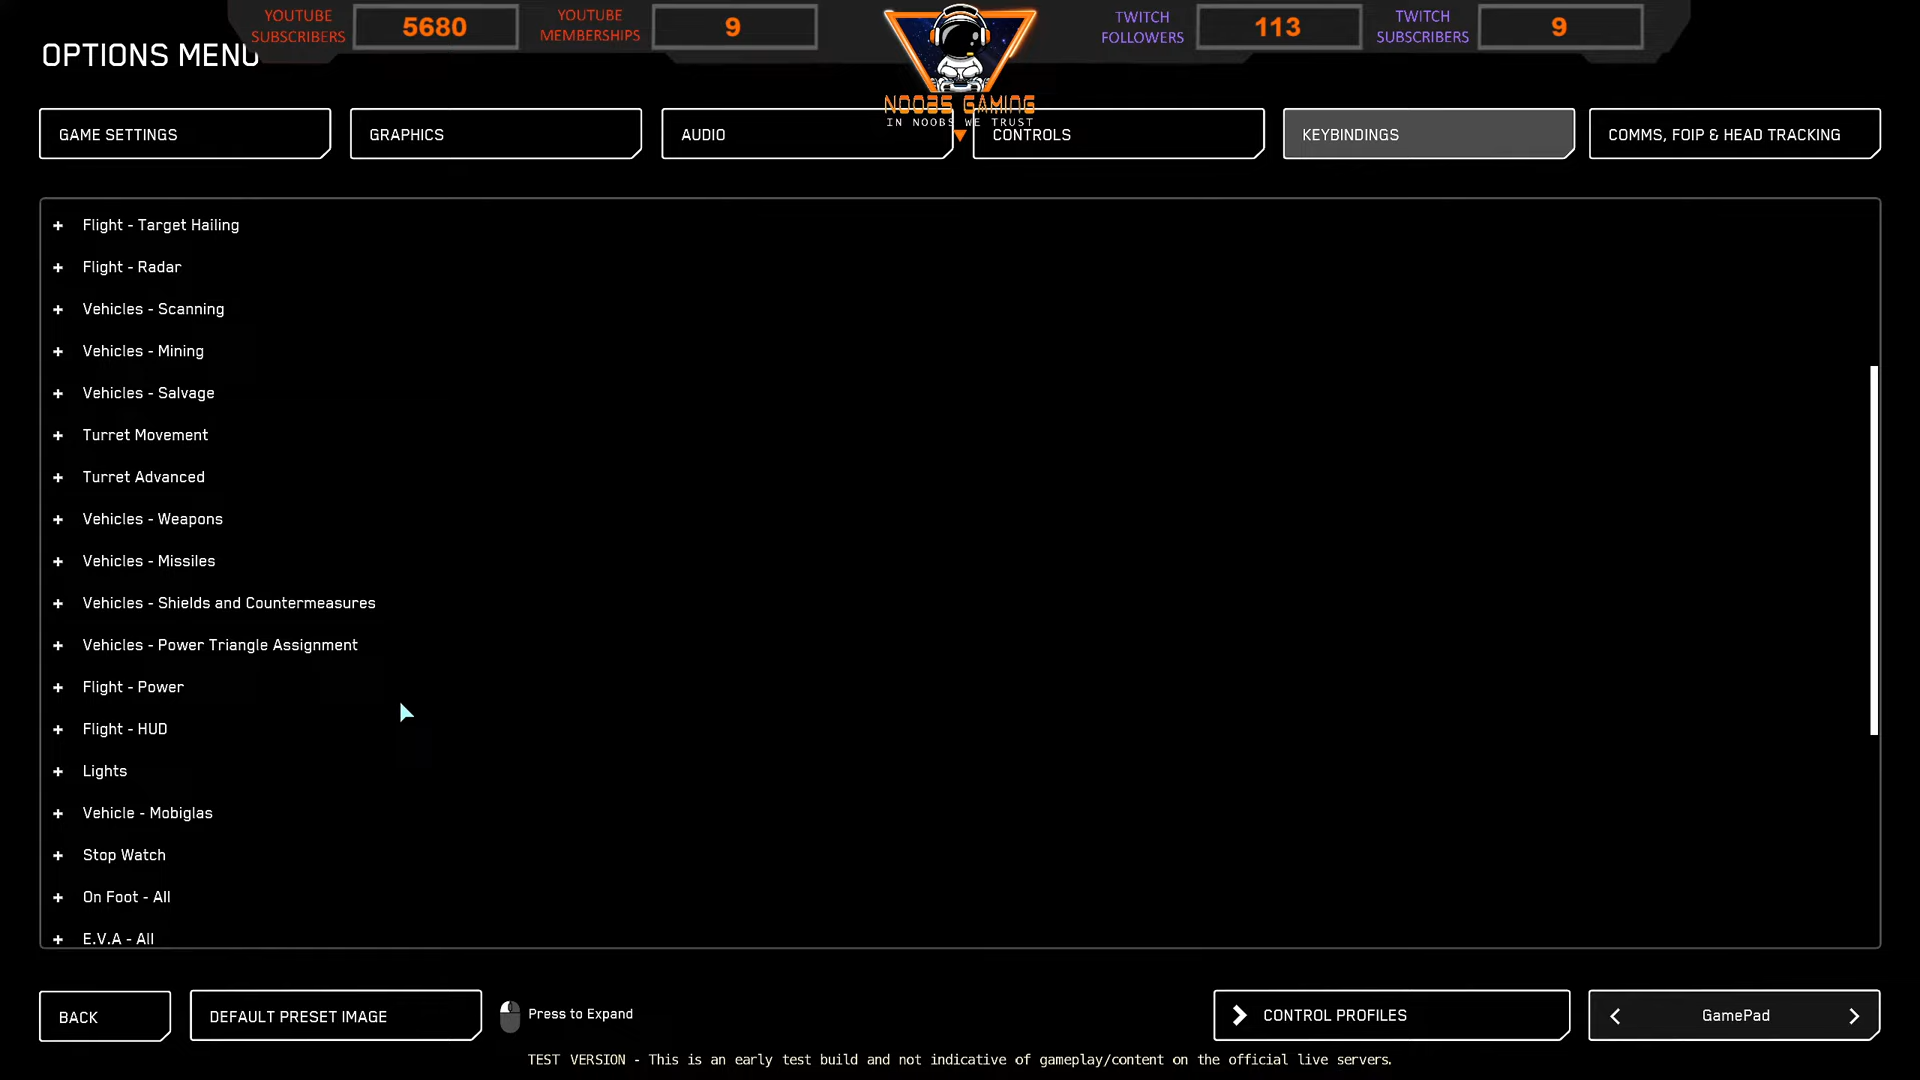 YOUTUBE
SUBSCRIBERS
5680
YOUTUBE
MEMBERSHIPS
9
TWITCH
FOLLOWERS
113
TWITCH
SUBSCRIBERS
9
OPTIONS MENU
NOOBS GAMING
IN NOOBS WE TRUST
GAME SETTINGS
GRAPHICS
AUDIO
CONTROLS
KEYBINDINGS
COMMS, FOIP & HEAD TRACKING
+ Flight - Target Hailing
+ Flight - Radar
+ Vehicles - Scanning
+ Vehicles - Mining
+ Vehicles - Salvage
+ Turret Movement
+ Turret Advanced
+ Vehicles - Weapons
+ Vehicles - Missiles
+ Vehicles - Shields and Countermeasures
+ Vehicles - Power Triangle Assignment
+ Flight - Power
+ Flight - HUD
+ Lights
+ Vehicle - Mobiglas
+ Stop Watch
+ On Foot - All
+ E.V.A - All
BACK
DEFAULT PRESET IMAGE
Press to Expand
CONTROL PROFILES
GamePad
TEST VERSION - This is an early test build and not indicative of gameplay/content on the official live servers.